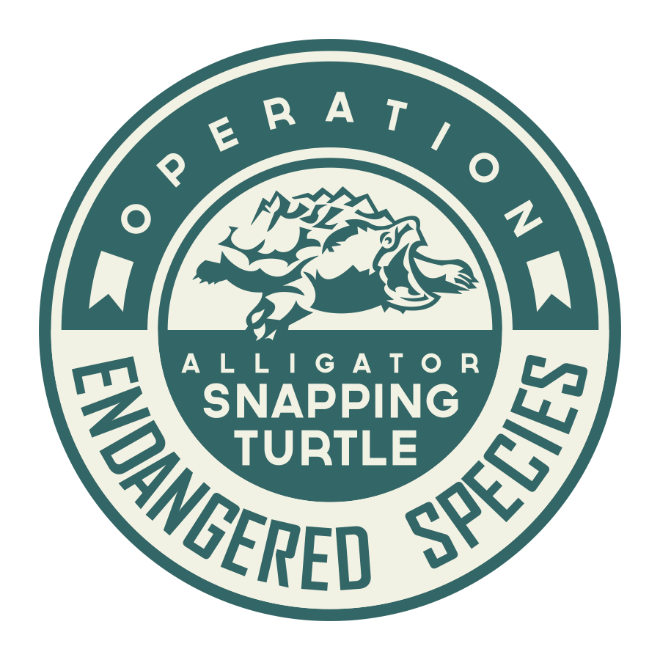 OPERATION
ALLIGATOR
SNAPPING
TURTLE
ENDANGERED SPECIES